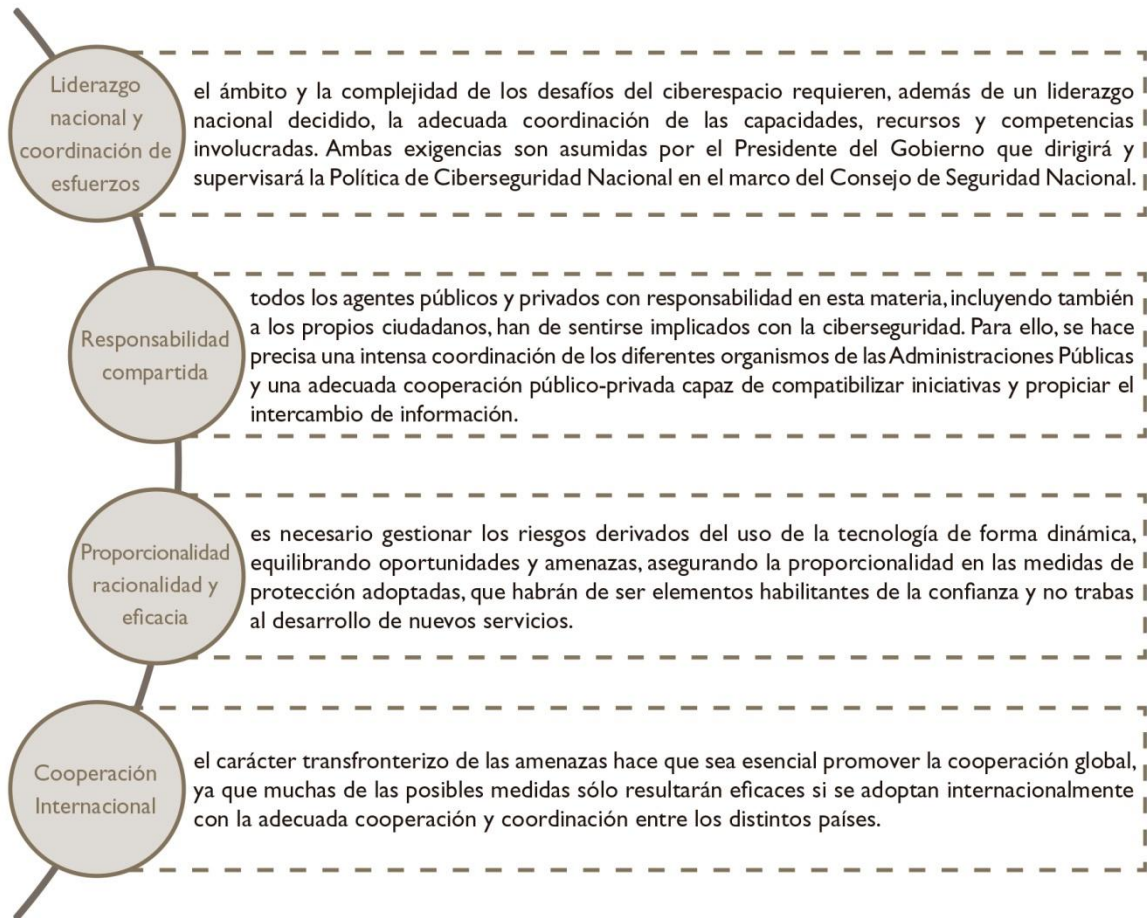 Liderazgo
nacional y
coordinación de
esfuerzos
el ámbito y la complejidad de los desafíos del ciberespacio requieren, además de un liderazgo
nacional decidido, la adecuada coordinación de las capacidades, recursos y competencias
involucradas. Ambas exigencias son asumidas por el Presidente del Gobierno que dirigirá y
supervisará la Política de Ciberseguridad Nacional en el marco del Consejo de Seguridad Nacional.
Responsabilidad
compartida
todos los agentes públicos y privados con responsabilidad en esta materia, incluyendo también
a los propios ciudadanos, han de sentirse implicados con la ciberseguridad. Para ello, se hace
precisa una intensa coordinación de los diferentes organismos de las Administraciones Públicas
y una adecuada cooperación público-privada capaz de compatibilizar iniciativas y propiciar el
intercambio de información.
Proporcionalidad
racionalidad y
eficacia
es necesario gestionar los riesgos derivados del uso de la tecnología de forma dinámica,
equilibrando oportunidades y amenazas, asegurando la proporcionalidad en las medidas de
protección adoptadas, que habrán de ser elementos habilitantes de la confianza y no trabas
al desarrollo de nuevos servicios.
Cooperación
Internacional
el carácter transfronterizo de las amenazas hace que sea esencial promover la cooperación global,
ya que muchas de las posibles medidas sólo resultarán eficaces si se adoptan internacionalmente
con la adecuada cooperación y coordinación entre los distintos países.